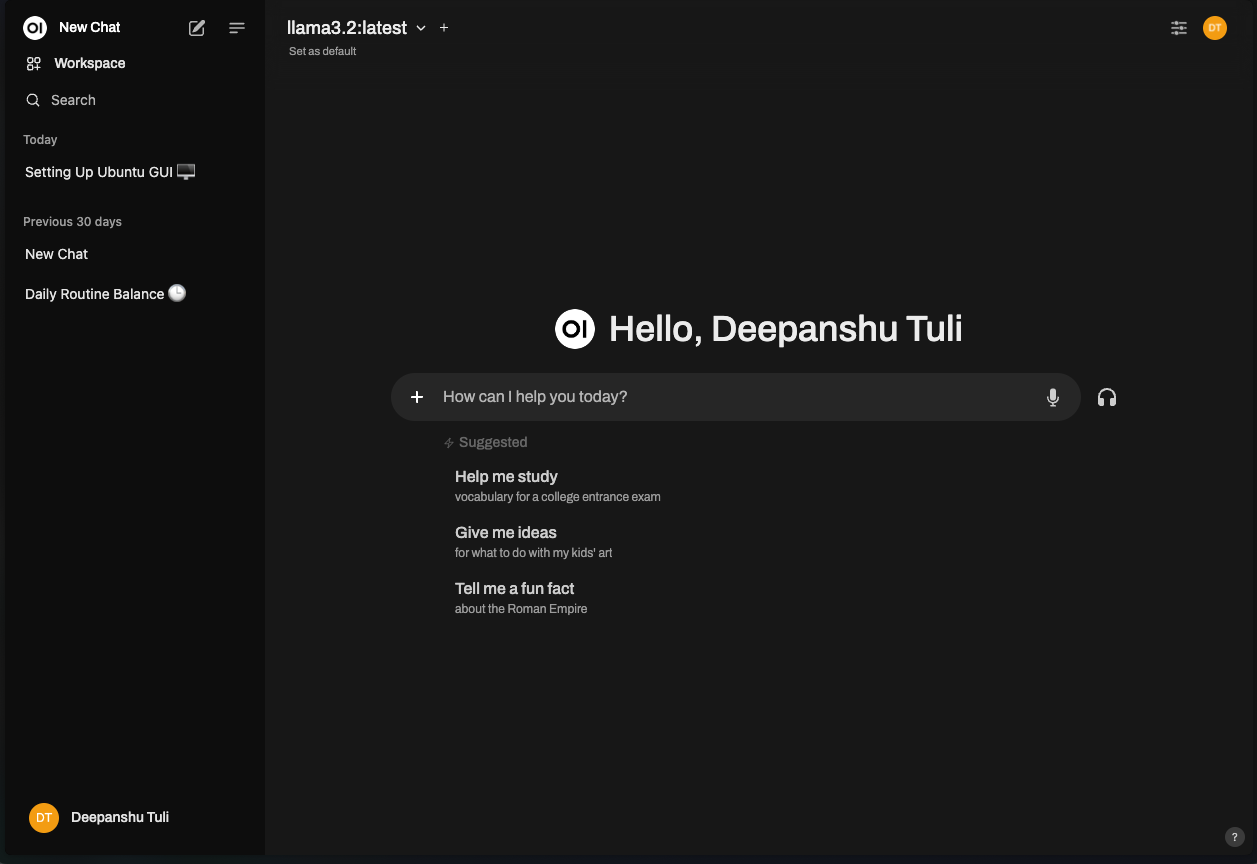 OI New Chat
Workspace
Search
Today
Setting Up Ubuntu GUI 🖥️
Previous 30 days
New Chat
Daily Routine Balance 🕒
DT Deepanshu Tuli
llama3.2:latest
Set as default
DT
OI Hello, Deepanshu Tuli
How can I help you today?
Suggested
Help me study
vocabulary for a college entrance exam
Give me ideas
for what to do with my kids' art
Tell me a fun fact
about the Roman Empire
?